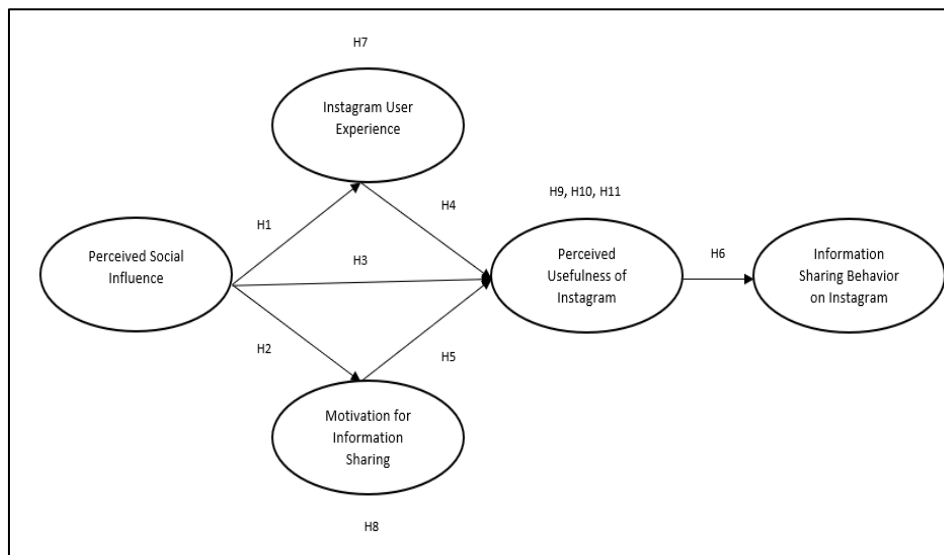 H7
Instagram User
Experience
H9, H10, H11
H1
H4
Perceived Social
Influence
H3
Perceived
Usefulness of
Instagram
H6
Information
Sharing Behavior
on Instagram
H2
H5
Motivation for
Information
Sharing
H8